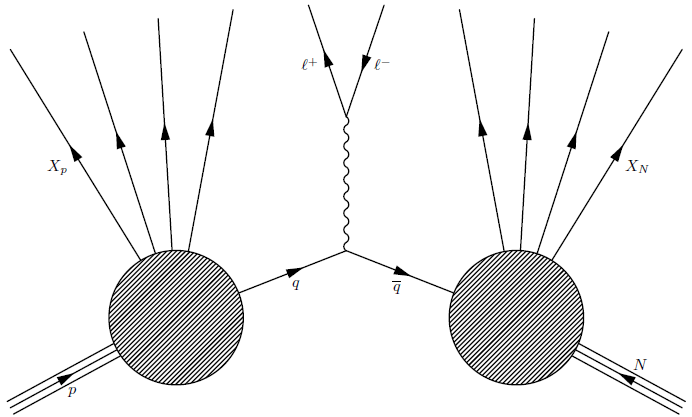 ℓ⁺ ℓ⁻
X_p X_N
q q̅
p N